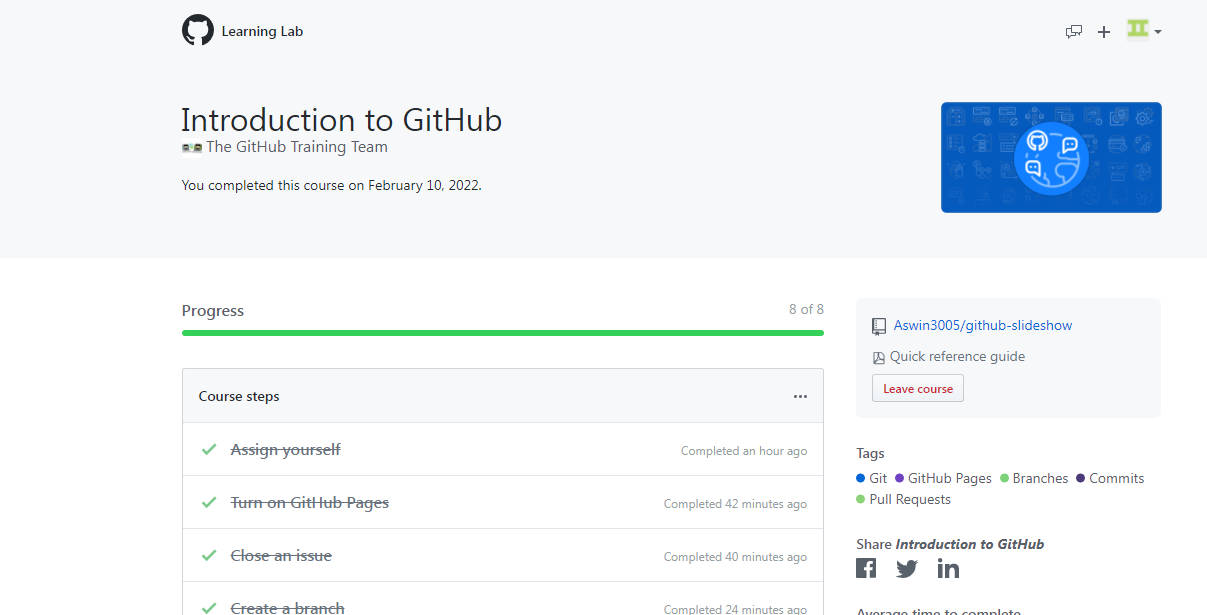 Learning Lab
Introduction to GitHub
The GitHub Training Team
You completed this course on February 10, 2022.
Progress
8 of 8
Course steps
Assign yourself
Completed an hour ago
Turn on GitHub Pages
Completed 42 minutes ago
Close an issue
Completed 40 minutes ago
Create a branch
Completed 24 minutes ago
Aswin3005/github-slideshow
Quick reference guide
Leave course
Tags
Git GitHub Pages Branches Commits
Pull Requests
Share Introduction to GitHub
Average time to complete